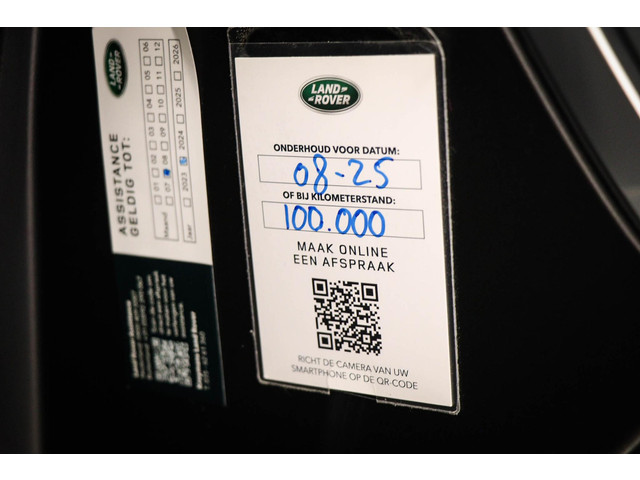 LAND
ROVER
ONDERHOUD VOOR DATUM:
08-25
OF BIJ KILOMETERSTAND:
100.000
MAAK ONLINE
EEN AFSPRAAK
RICHT DE CAMERA VAN UW
SMARTPHONE OP DE QR-CODE
LAND
ROVER
ASSISTANCE
GELDIG TOT:
Maand 01 02 03 04 05 06
07 08 09 10 11 12
Jaar 2023 2024 2025 2026